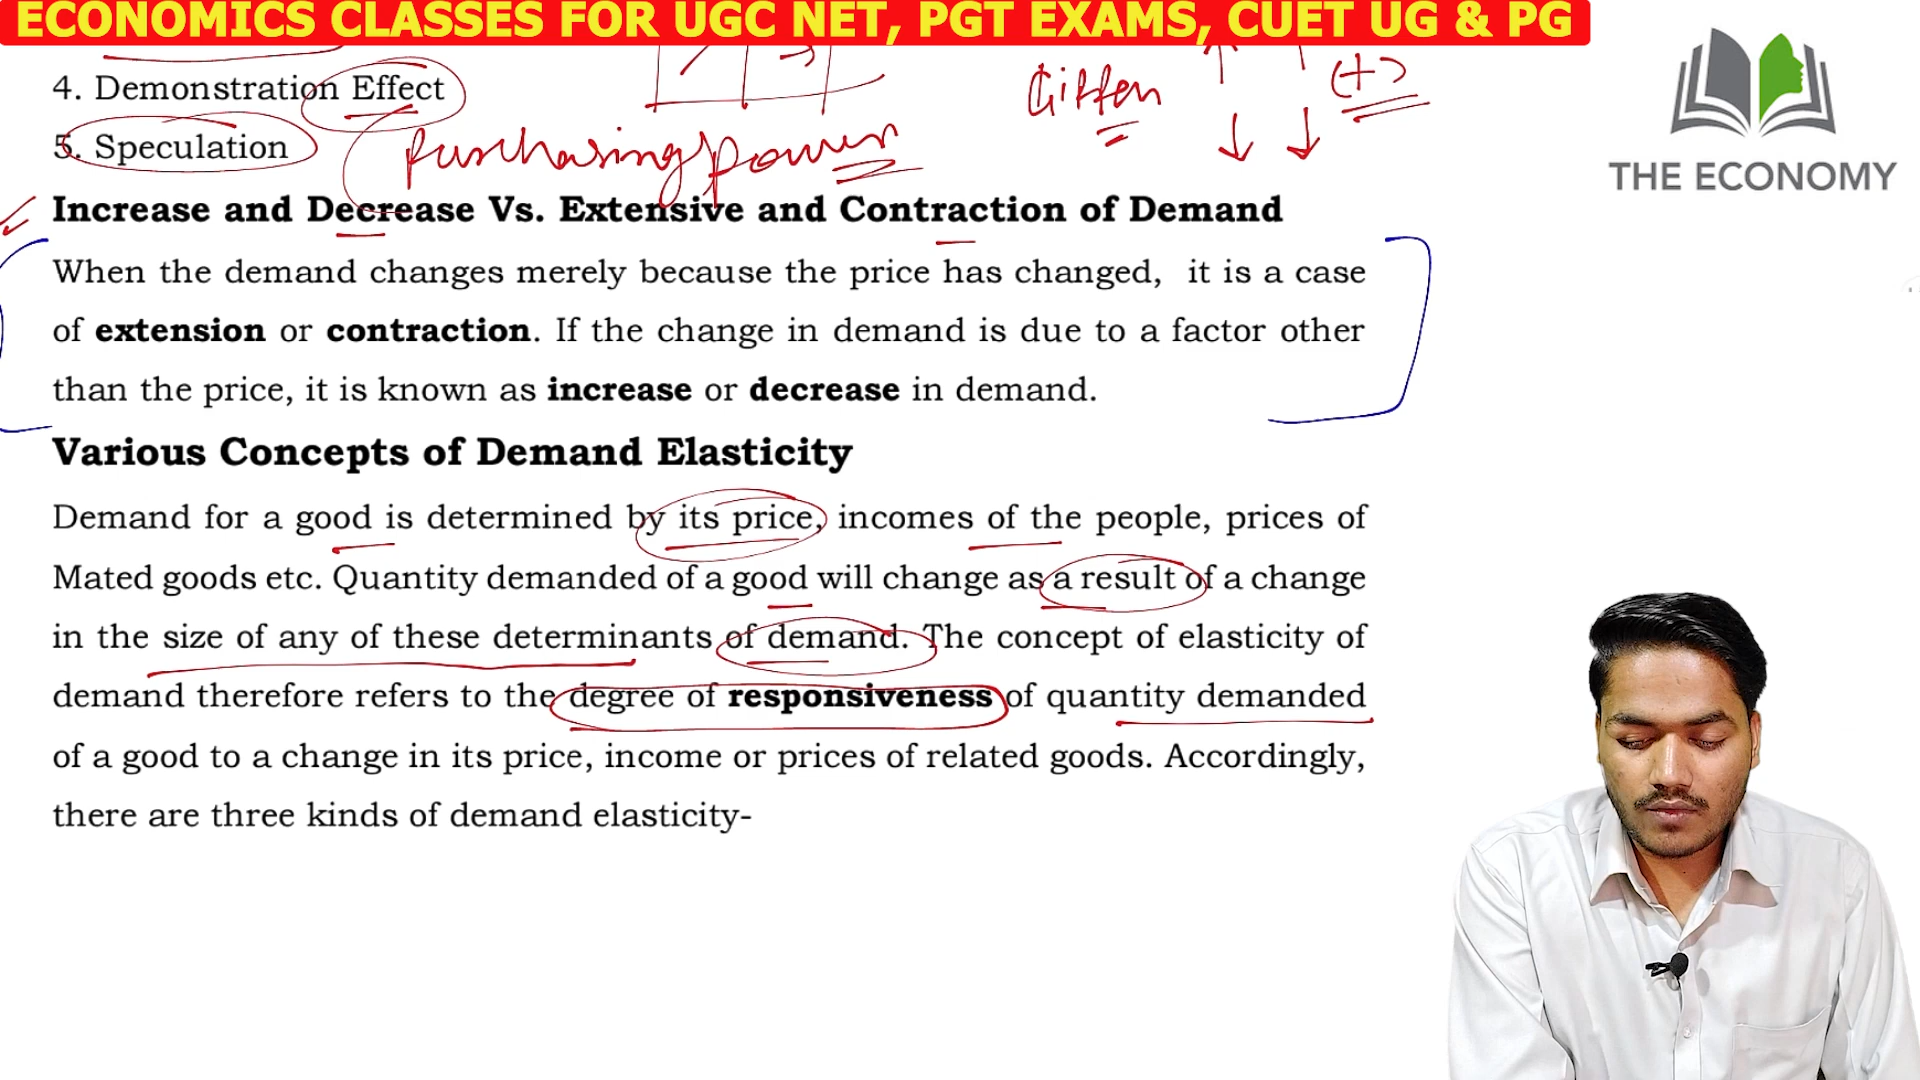 ECONOMICS CLASSES FOR UGC NET, PGT EXAMS, CUET UG & PG
4. Demonstration Effect
Giffen
(+)
5. Speculation
purchasing power
THE ECONOMY
Increase and Decrease Vs. Extensive and Contraction of Demand
When the demand changes merely because the price has changed, it is a case
of extension or contraction. If the change in demand is due to a factor other
than the price, it is known as increase or decrease in demand.
Various Concepts of Demand Elasticity
Demand for a good is determined by its price, incomes of the people, prices of
Mated goods etc. Quantity demanded of a good will change as a result of a change
in the size of any of these determinants of demand. The concept of elasticity of
demand therefore refers to the degree of responsiveness of quantity demanded
of a good to a change in its price, income or prices of related goods. Accordingly,
there are three kinds of demand elasticity-